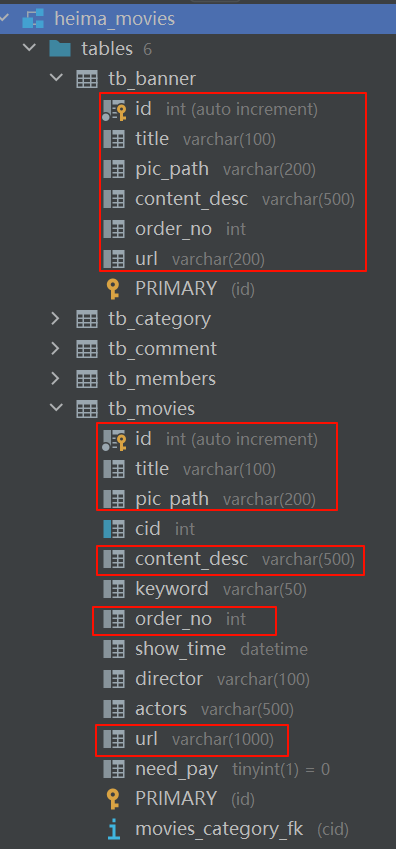 heima_movies
tables 6
tb_banner
id int (auto increment)
title varchar(100)
pic_path varchar(200)
content_desc varchar(500)
order_no int
url varchar(200)
PRIMARY (id)
tb_category
tb_comment
tb_members
tb_movies
id int (auto increment)
title varchar(100)
pic_path varchar(200)
cid int
content_desc varchar(500)
keyword varchar(50)
order_no int
show_time datetime
director varchar(100)
actors varchar(500)
url varchar(1000)
need_pay tinyint(1) = 0
PRIMARY (id)
movies_category_fk (cid)